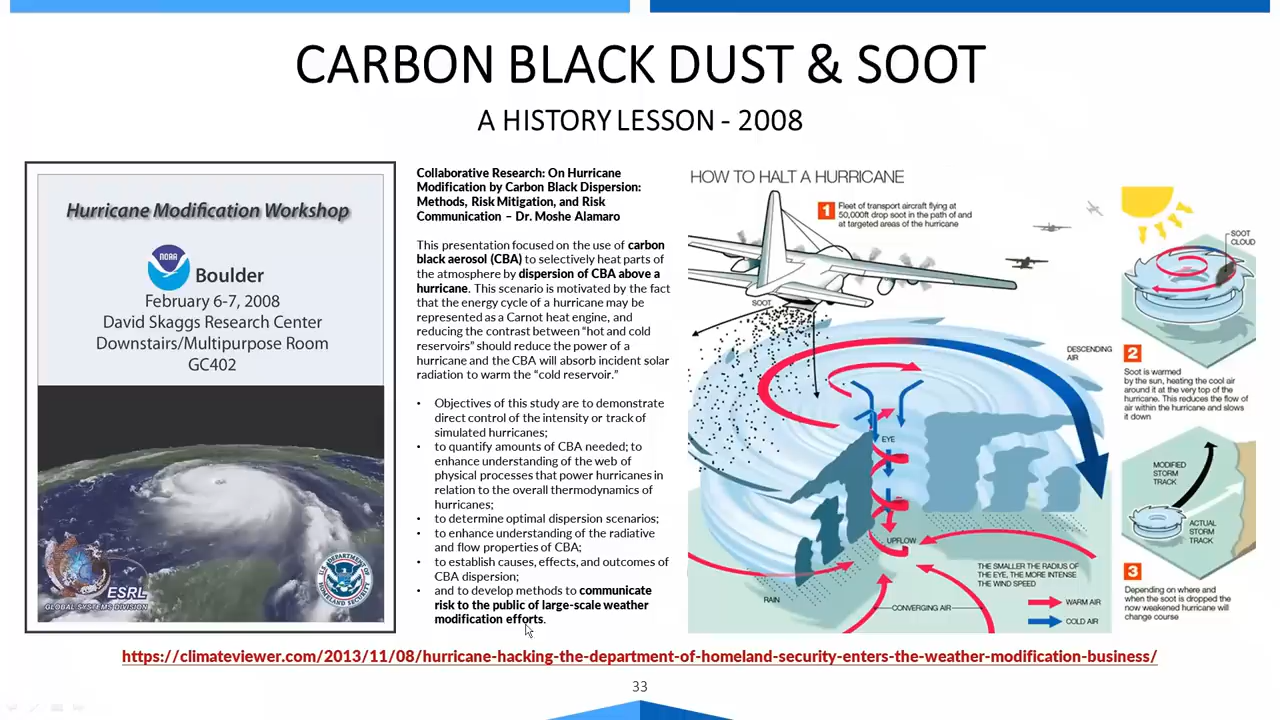 CARBON BLACK DUST & SOOT
A HISTORY LESSON - 2008
Hurricane Modification Workshop
NOAA
Boulder
February 6-7, 2008
David Skaggs Research Center
Downstairs/Multipurpose Room
GC402
ESRL
GLOBAL SYSTEMS DIVISION
U.S. DEPARTMENT OF
HOMELAND SECURITY
Collaborative Research: On Hurricane
Modification by Carbon Black Dispersion:
Methods, Risk Mitigation, and Risk
Communication – Dr. Moshe Alamaro
This presentation focused on the use of carbon
black aerosol (CBA) to selectively heat parts of
the atmosphere by dispersion of CBA above a
hurricane. This scenario is motivated by the fact
that the energy cycle of a hurricane may be
represented as a Carnot heat engine, and
reducing the contrast between “hot and cold
reservoirs” should reduce the power of a
hurricane and the CBA will absorb incident solar
radiation to warm the “cold reservoir.”
• Objectives of this study are to demonstrate
direct control of the intensity or track of
simulated hurricanes;
• to quantify amounts of CBA needed; to
enhance understanding of the web of
physical processes that power hurricanes in
relation to the overall thermodynamics of
hurricanes;
• to determine optimal dispersion scenarios;
• to enhance understanding of the radiative
and flow properties of CBA;
• to establish causes, effects, and outcomes of
CBA dispersion;
• and to develop methods to communicate
risk to the public of large-scale weather
modification efforts.
HOW TO HALT A HURRICANE
1 Fleet of transport aircraft flying at
50,000ft drop soot in the path of and
at targeted areas of the hurricane
SOOT
DESCENDING
AIR
EYE
UPFLOW
THE SMALLER THE RADIUS OF
THE EYE, THE MORE INTENSE
THE WIND SPEED
RAIN
CONVERGING AIR
WARM AIR
COLD AIR
SOOT
CLOUD
2
Soot is warmed
by the sun, heating the cool air
around it at the very top of the
hurricane. This reduces the flow of
air within the hurricane and slows
it down
MODIFIED
STORM
TRACK
ACTUAL
STORM
TRACK
3
Depending on where and
when the soot is dropped the
now weakened hurricane will
change course
https://climateviewer.com/2013/11/08/hurricane-hacking-the-department-of-homeland-security-enters-the-weather-modification-business/
33